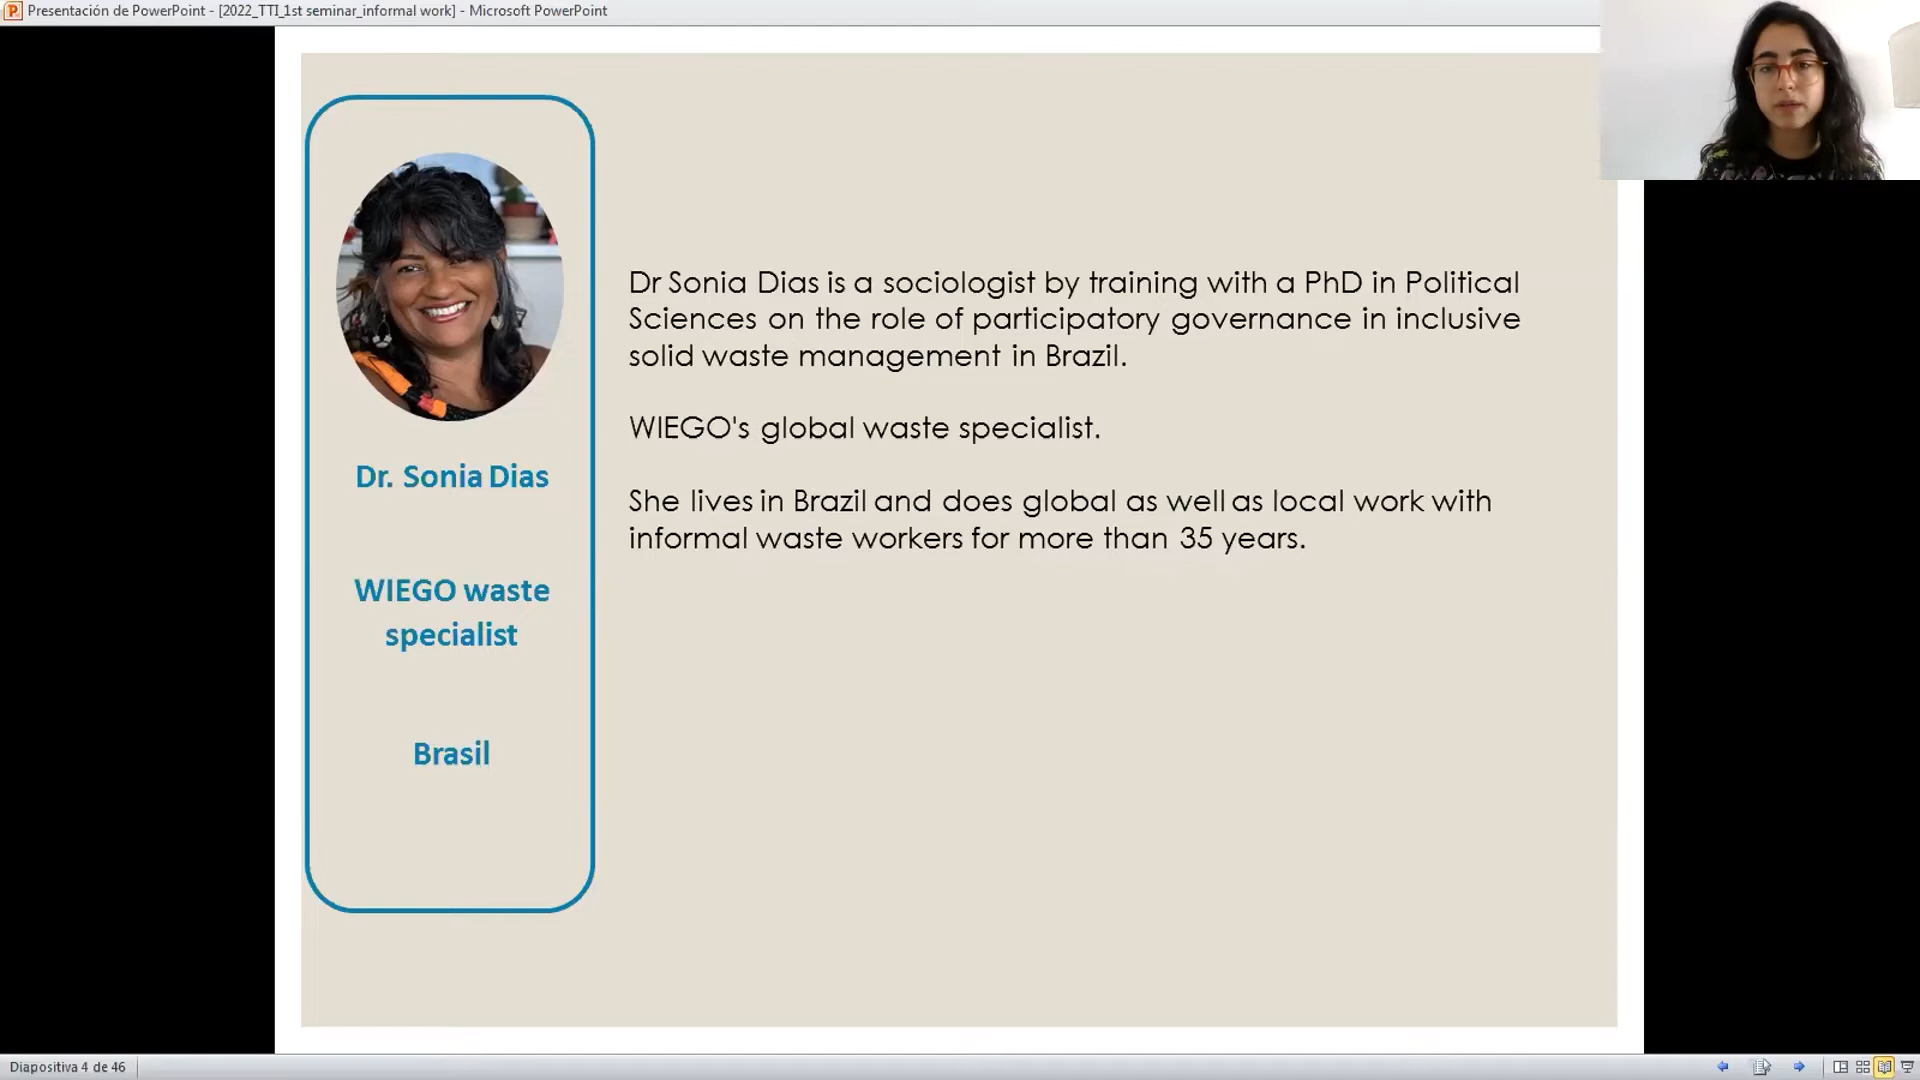 Presentación de PowerPoint - [2022_TTI_1st seminar_informal work] - Microsoft PowerPoint
Dr. Sonia Dias
WIEGO waste
specialist
Brasil
Dr Sonia Dias is a sociologist by training with a PhD in Political
Sciences on the role of participatory governance in inclusive
solid waste management in Brazil.
WIEGO's global waste specialist.
She lives in Brazil and does global as well as local work with
informal waste workers for more than 35 years.
Diapositiva 4 de 46